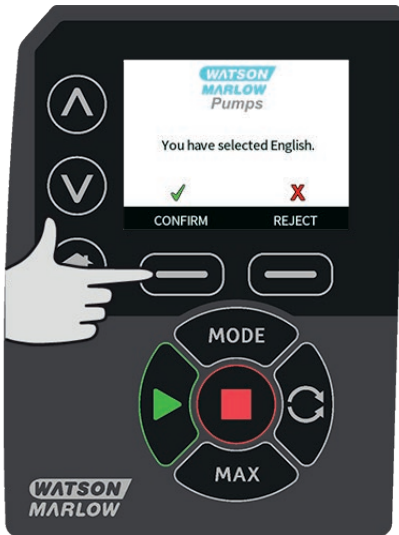 WATSON
MARLOW
Pumps
You have selected English.
CONFIRM REJECT
MODE
MAX
WATSON
MARLOW